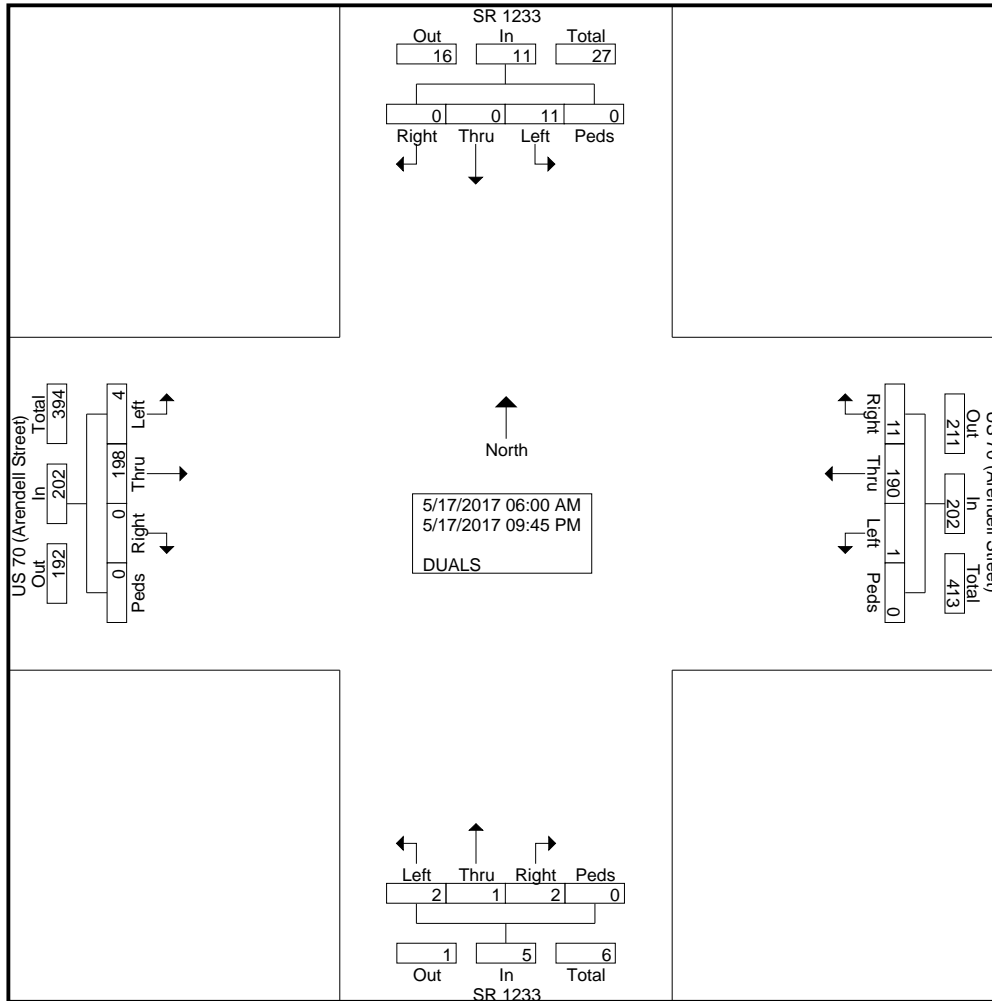 SR 1233
Out In Total
16 11 27
0 0 11 0
Right Thru Left Peds
US 70 (Arendell Street)
Total In Out
394 202 192
4 198 0 0
Left Thru Right Peds
North
5/17/2017 06:00 AM
5/17/2017 09:45 PM
DUALS
Right Thru Left Peds
11 190 1 0
211 202 413
Out In Total
US 70 (Arendell Street)
Left Thru Right Peds
2 1 2 0
1 5 6
Out In Total
SR 1233